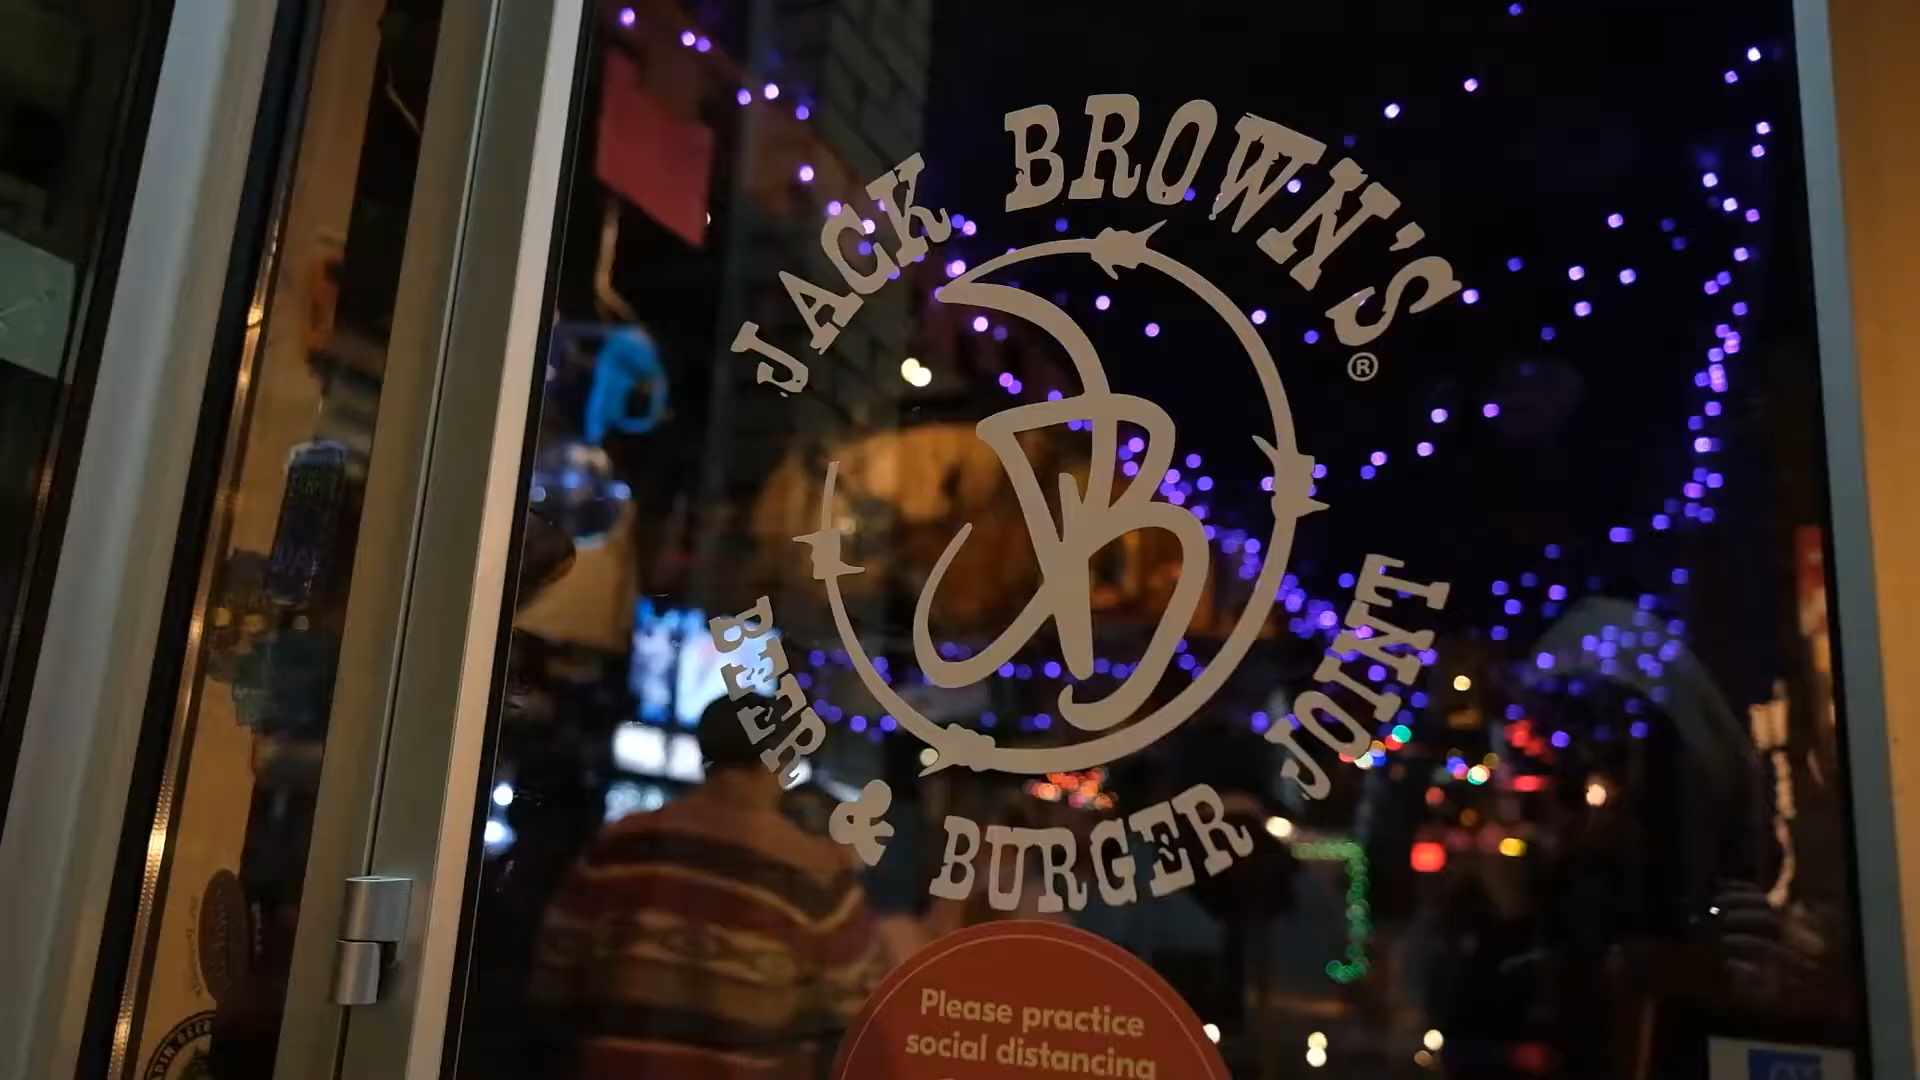 JACK BROWN'S
®
JB
BEER & BURGER JOINT
Please practice
social distancing